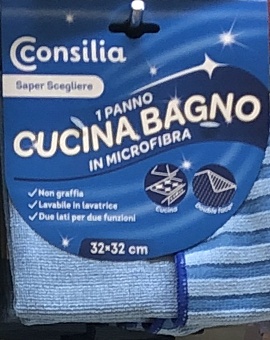 Consilia
Saper Scegliere
1 PANNO
CUCINA BAGNO
IN MICROFIBRA
Non graffia
Lavabile in lavatrice
Due lati per due funzioni
Cucina
Double Face
32×32 cm